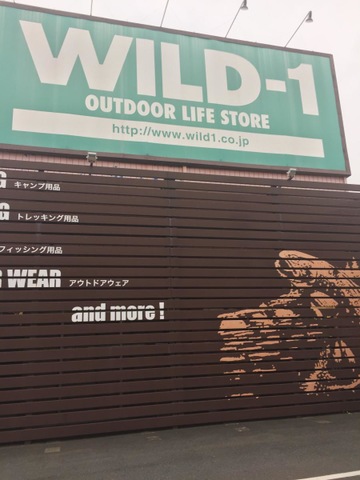 WILD-1
OUTDOOR LIFE STORE
http://www.wild1.co.jp
G キャンプ用品
G トレッキング用品
フィッシング用品
WEAR アウトドアウェア
and more!